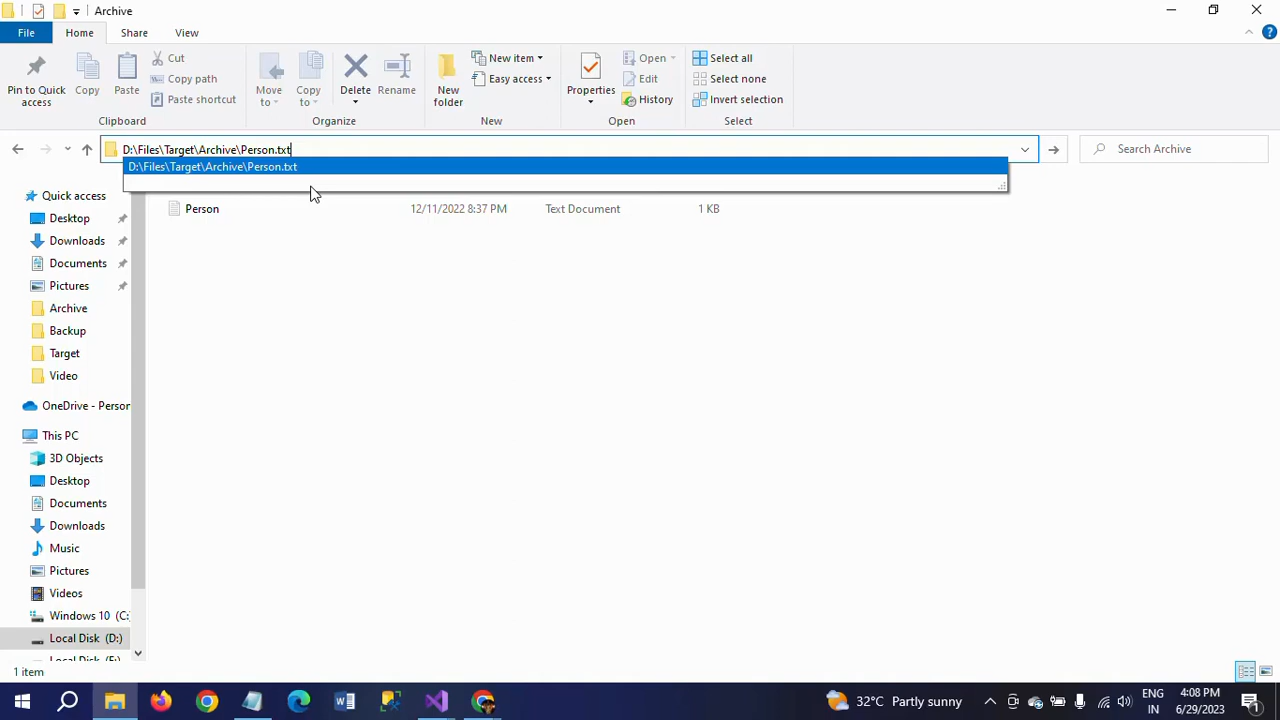 Archive
File Home Share View
Pin to Quick access
Copy
Paste
Cut
Copy path
Paste shortcut
Clipboard
Move to
Copy to
Delete
Rename
Organize
New folder
New item
Easy access
New
Properties
Open
Edit
History
Open
Select all
Select none
Invert selection
Select
D:\Files\Target\Archive\Person.txt
Search Archive
D:\Files\Target\Archive\Person.txt
Person 12/11/2022 8:37 PM Text Document 1 KB
Quick access
Desktop
Downloads
Documents
Pictures
Archive
Backup
Target
Video
OneDrive - Person
This PC
3D Objects
Desktop
Documents
Downloads
Music
Pictures
Videos
Windows 10 (C:
Local Disk (D:)
1 item
32°C Partly sunny
ENG
IN
4:08 PM
6/29/2023
1